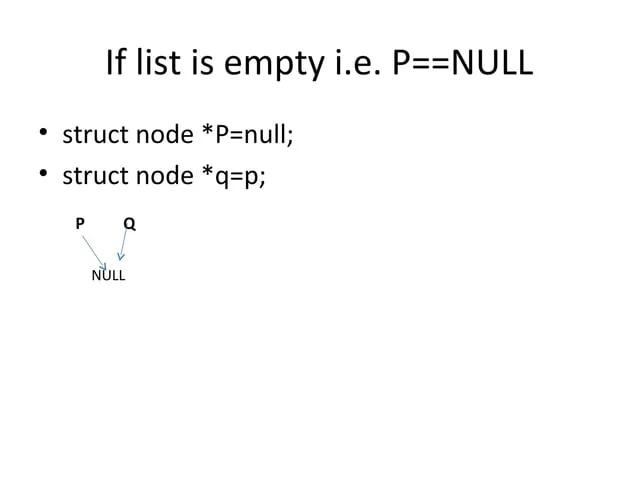 If list is empty i.e. P==NULL
• struct node *P=null;
• struct node *q=p;
P Q
NULL